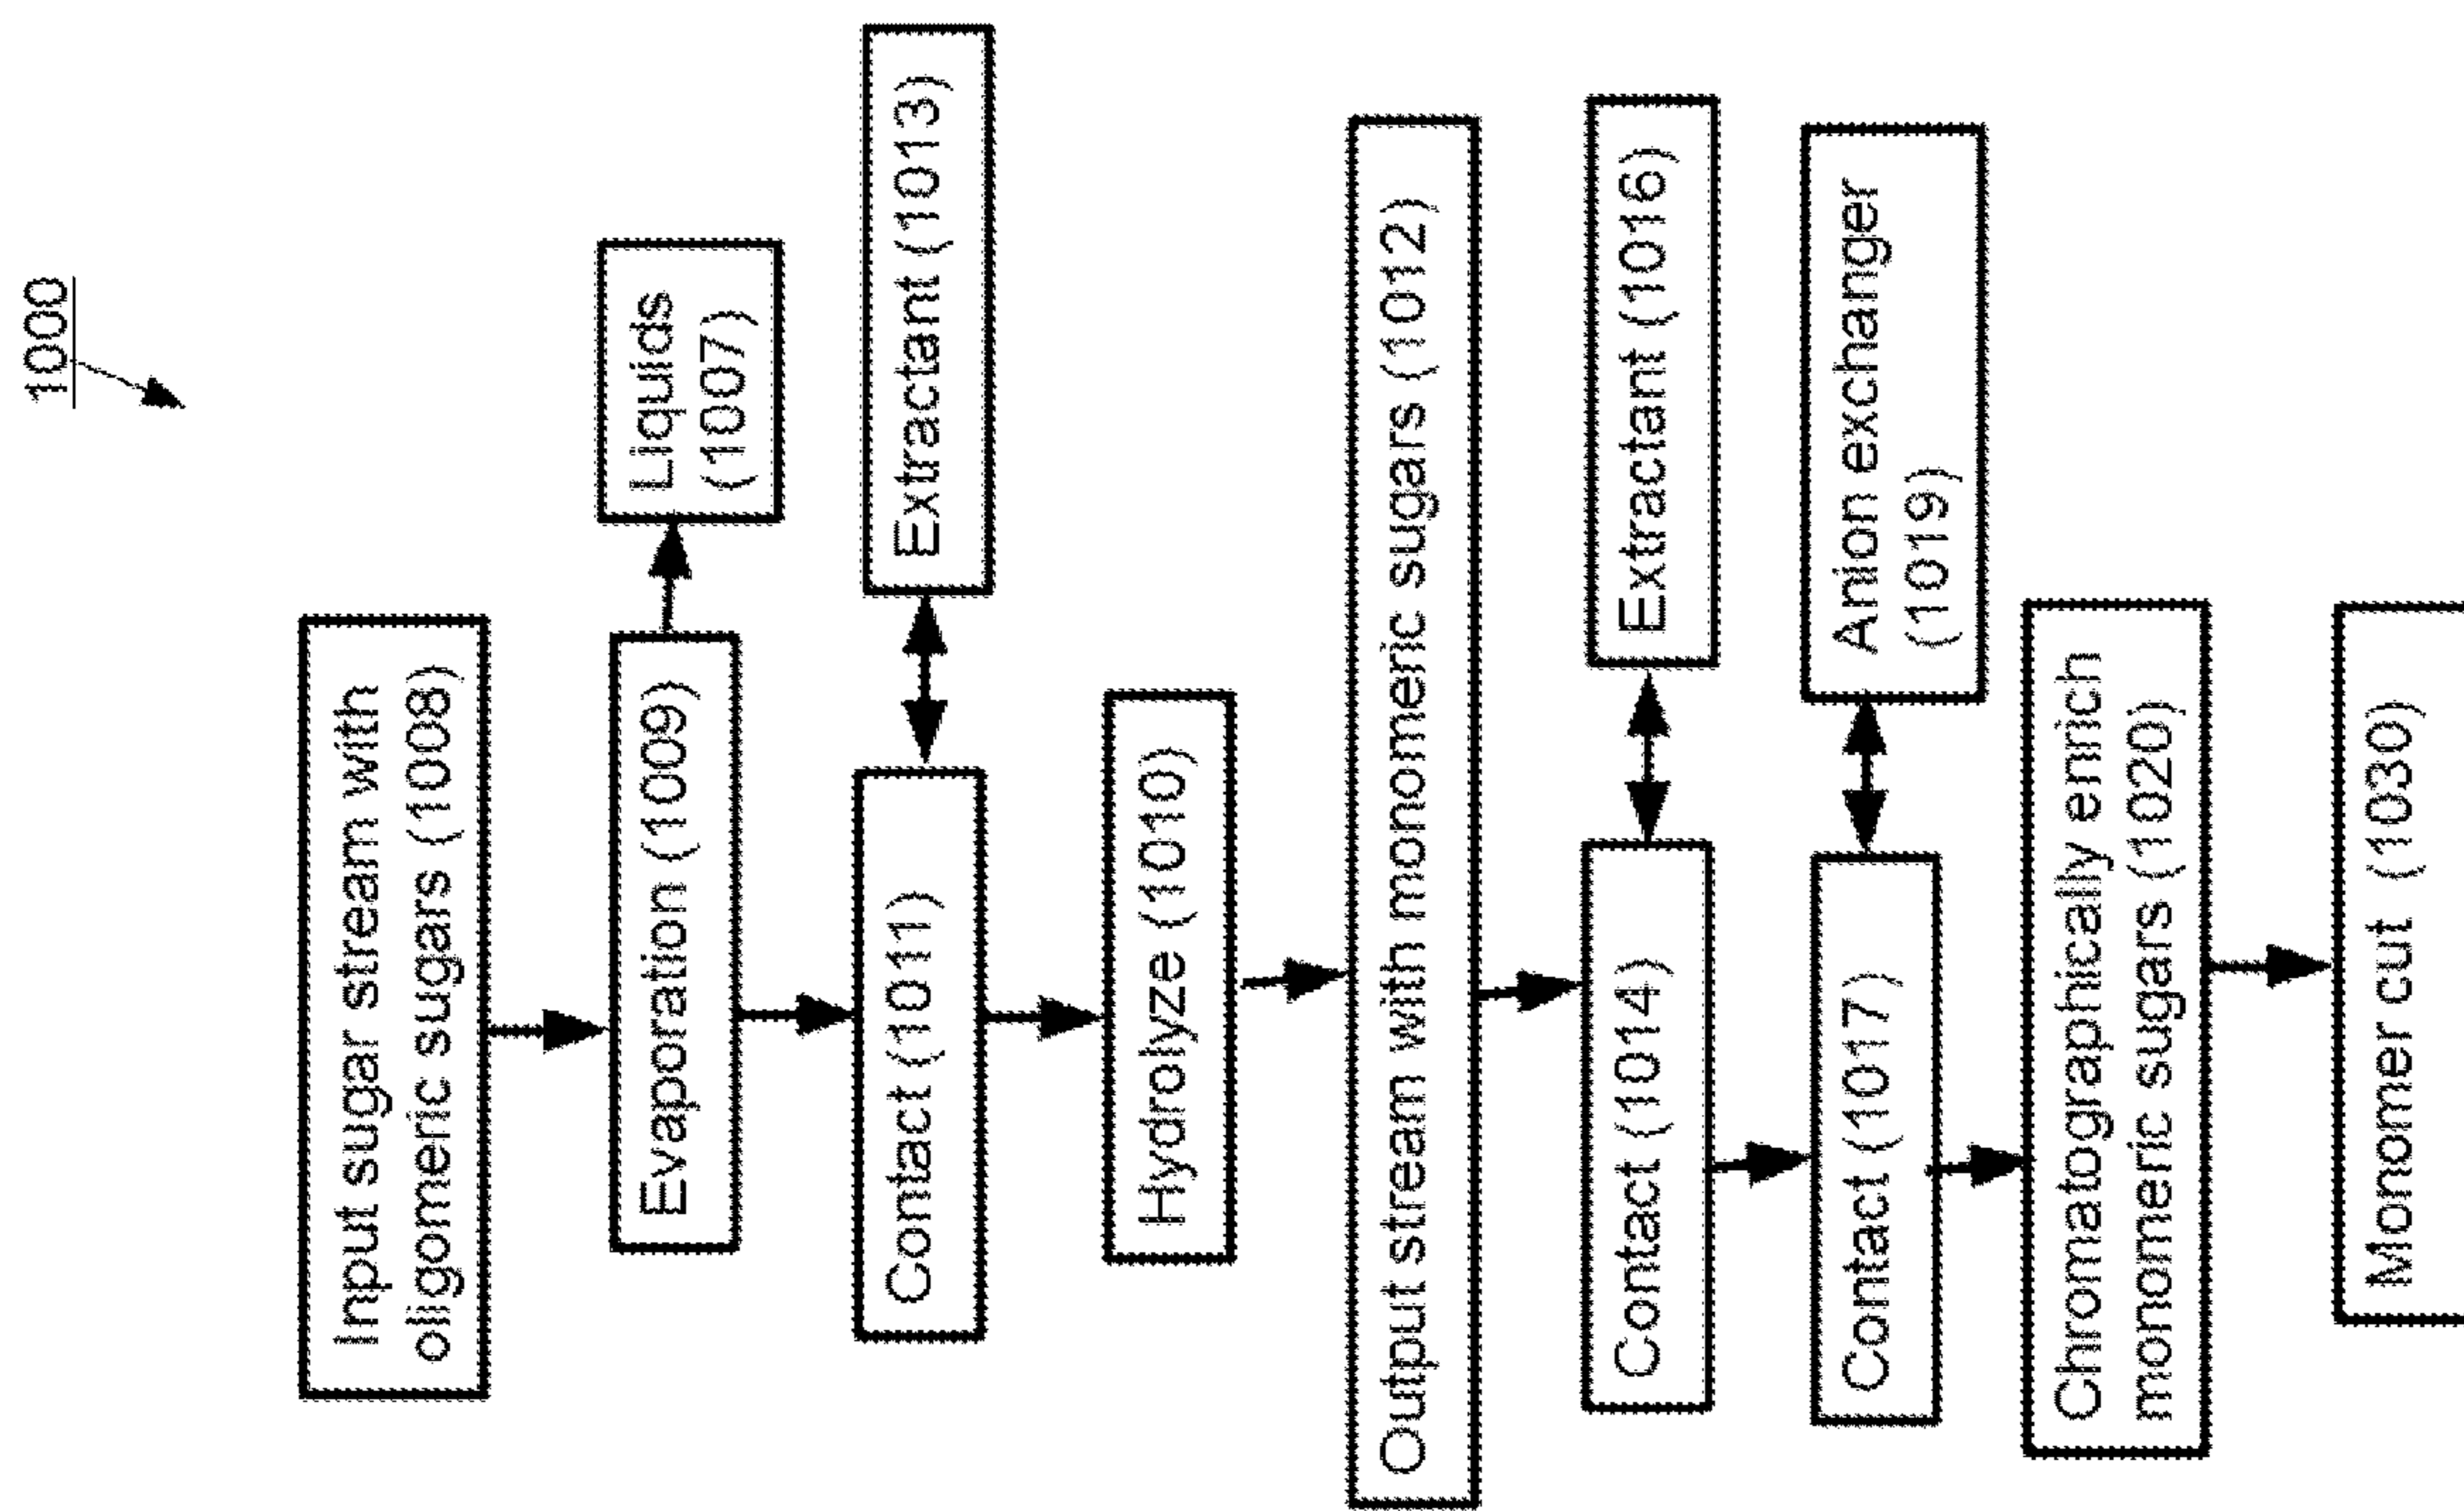 1000
Input sugar stream with
oligomeric sugars (1008)
Evaporation (1009)
Liquids
(1007)
Contact (1011)
Extractant (1013)
Hydrolyze (1010)
Output stream with monomeric sugars (1012)
Contact (1014)
Extractant (1016)
Contact (1017)
Anion exchanger
(1019)
Chromatographically enrich
monomeric sugars (1020)
Monomer cut (1030)